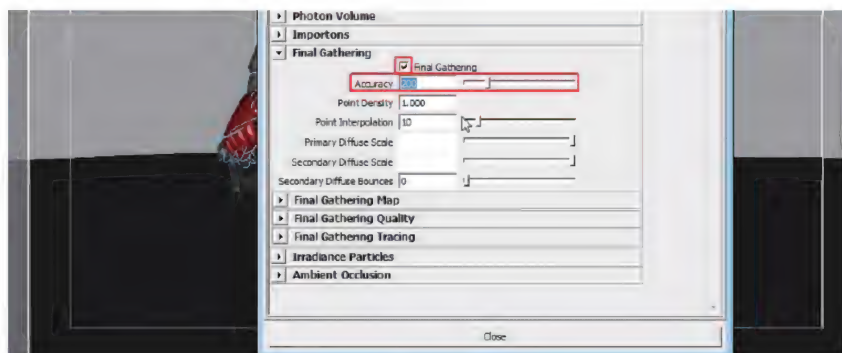 Photon Volume
Importons
Final Gathering
Final Gathering
Accuracy 200
Point Density 1.000
Point Interpolation 10
Primary Diffuse Scale
Secondary Diffuse Scale
Secondary Diffuse Bounces 0
Final Gathering Map
Final Gathering Quality
Final Gathering Tracing
Irradiance Particles
Ambient Occlusion
Close